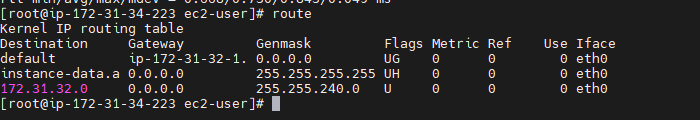 [root@ip-172-31-34-223 ec2-user]# route
Kernel IP routing table
Destination Gateway Genmask Flags Metric Ref Use Iface
default ip-172-31-32-1. 0.0.0.0 UG 0 0 0 eth0
instance-data.a 0.0.0.0 255.255.255.255 UH 0 0 0 eth0
172.31.32.0 0.0.0.0 255.255.240.0 U 0 0 0 eth0
[root@ip-172-31-34-223 ec2-user]#